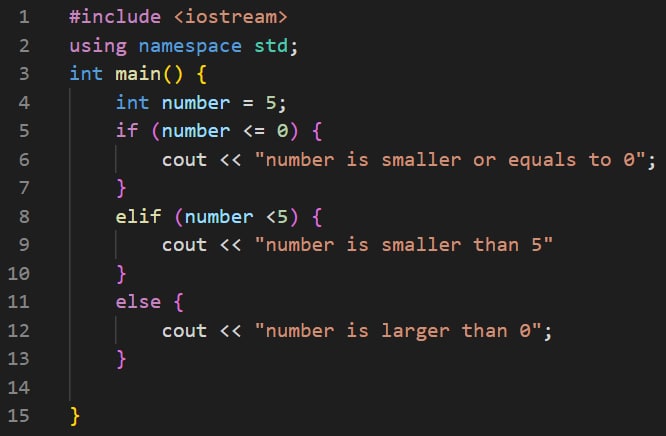 1 #include <iostream>
2 using namespace std;
3 int main() {
4     int number = 5;
5     if (number <= 0) {
6         cout << "number is smaller or equals to 0";
7     }
8     elif (number <5) {
9         cout << "number is smaller than 5"
10     }
11     else {
12         cout << "number is larger than 0";
13     }
14
15 }